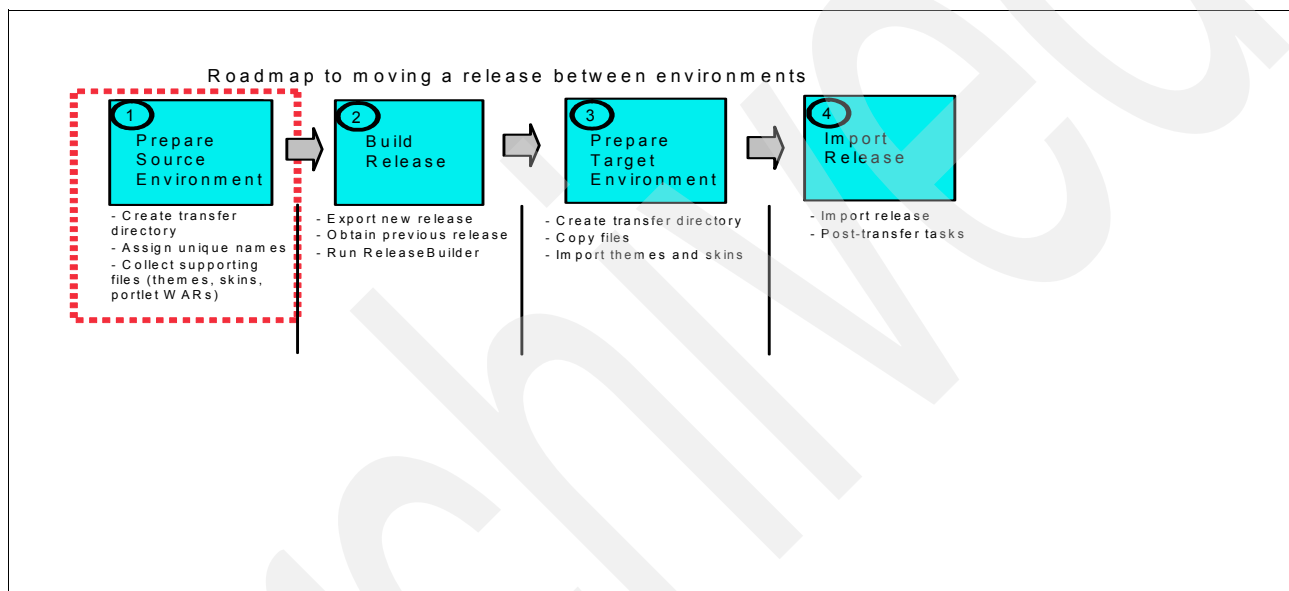 Roadmap to moving a release between environments
1
Prepare
Source
Environment
- Create transfer
directory
- Assign unique names
- Collect supporting
files (themes, skins,
portlet WARs)
2
Build
Release
- Export new release
- Obtain previous release
- Run ReleaseBuilder
3
Prepare
Target
Environment
- Create transfer directory
- Copy files
- Import themes and skins
4
Import
Release
- Import release
- Post-transfer tasks